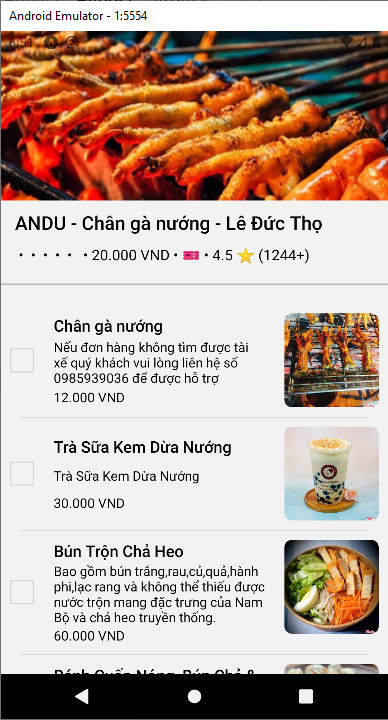 Android Emulator - 1:5554
6:51
ANDU - Chân gà nướng - Lê Đức Thọ
• • • • • • • 20.000 VND • 🎫 • 4.5 ⭐ (1244+)
Chân gà nướng
Nếu đơn hàng không tìm được tài
xế quý khách vui lòng liên hệ số
0985939036 để được hỗ trợ
12.000 VND
Trà Sữa Kem Dừa Nướng
Trà Sữa Kem Dừa Nướng
30.000 VND
Bún Trộn Chả Heo
Bao gồm bún trắng,rau,củ,quả,hành
phi,lạc rang và không thể thiếu được
nước trộn mang đặc trưng của Nam
Bộ và chả heo truyền thống.
60.000 VND